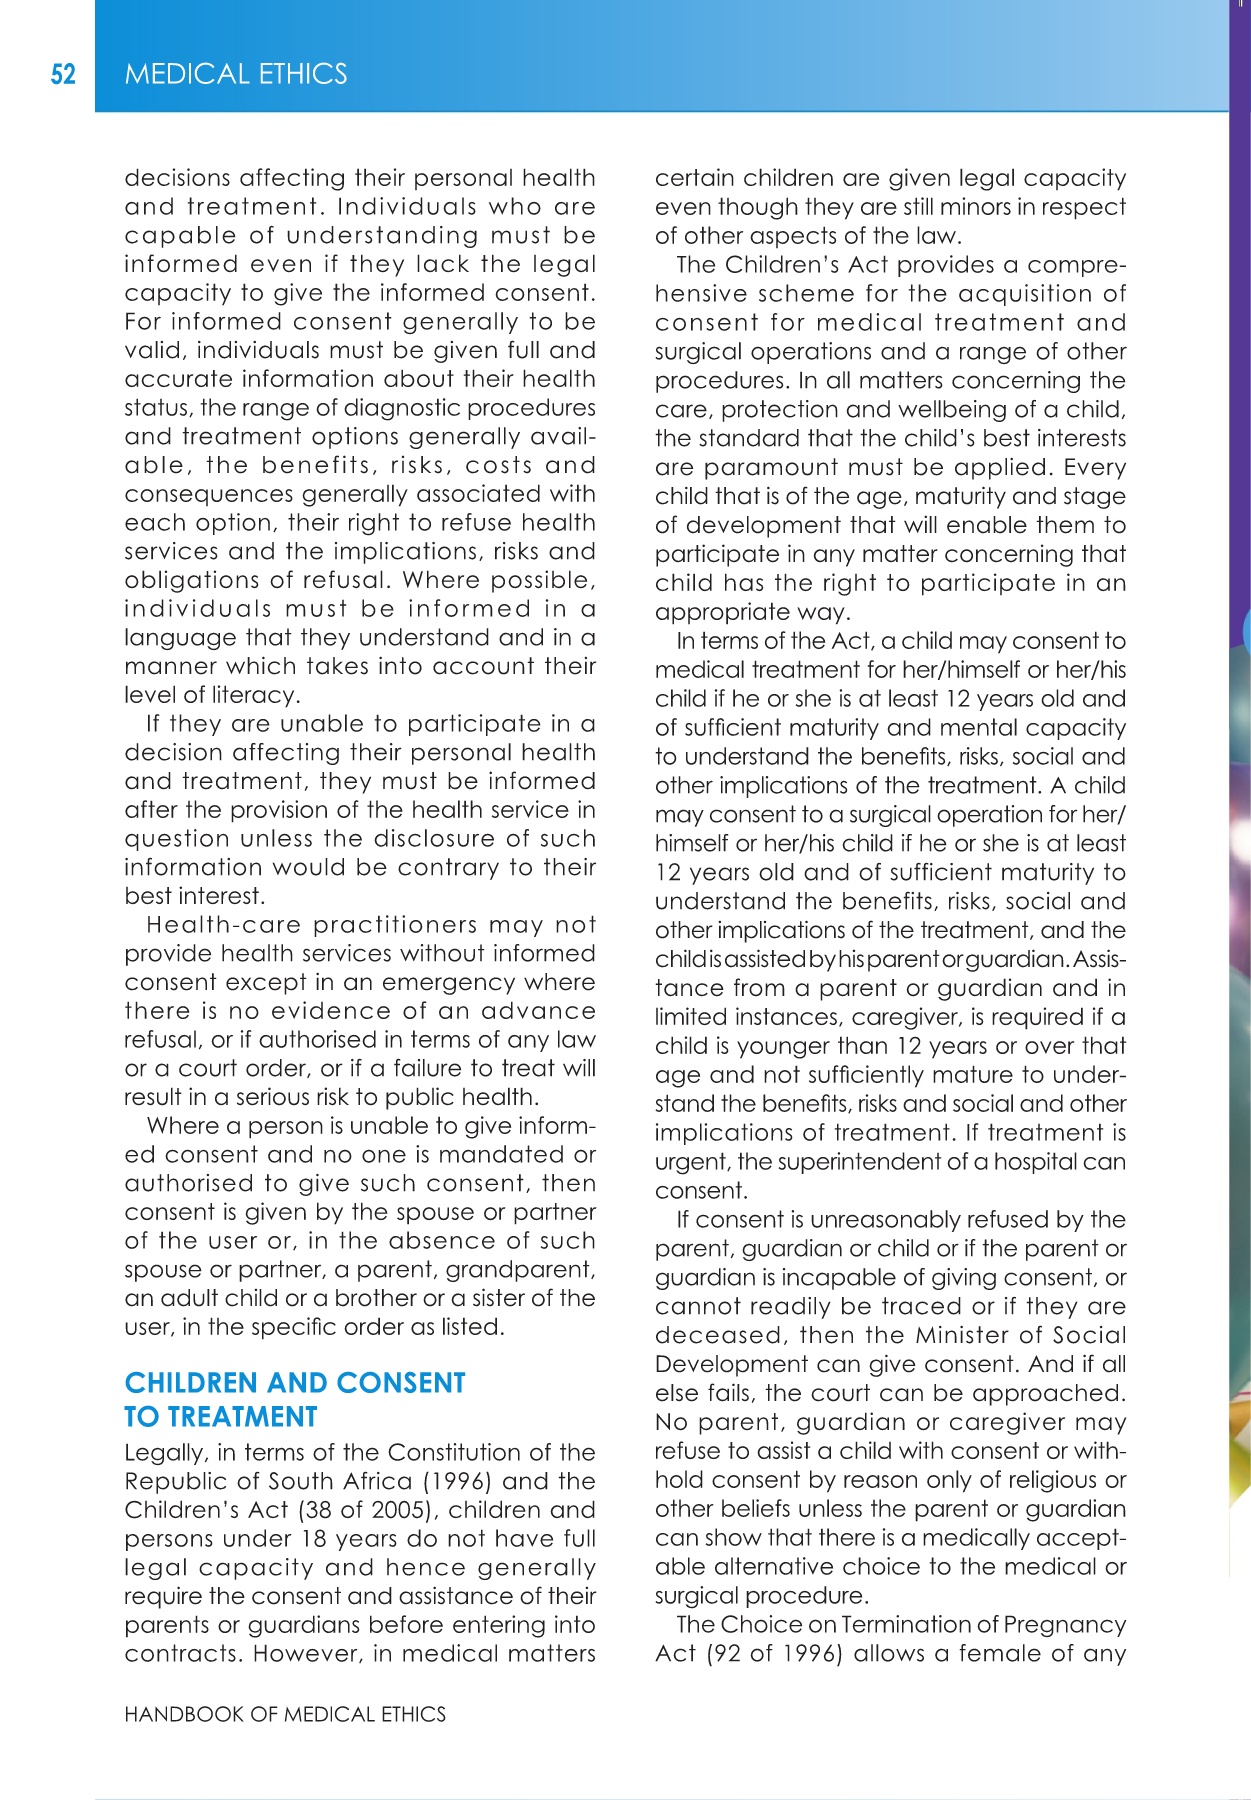 52
MEDICAL ETHICS
decisions affecting their personal health
and treatment. Individuals who are
capable of understanding must be
informed even if they lack the legal
capacity to give the informed consent.
For informed consent generally to be
valid, individuals must be given full and
accurate information about their health
status, the range of diagnostic procedures
and treatment options generally avail-
able, the benefits, risks, costs and
consequences generally associated with
each option, their right to refuse health
services and the implications, risks and
obligations of refusal. Where possible,
individuals must be informed in a
language that they understand and in a
manner which takes into account their
level of literacy.
If they are unable to participate in a
decision affecting their personal health
and treatment, they must be informed
after the provision of the health service in
question unless the disclosure of such
information would be contrary to their
best interest.
Health-care practitioners may not
provide health services without informed
consent except in an emergency where
there is no evidence of an advance
refusal, or if authorised in terms of any law
or a court order, or if a failure to treat will
result in a serious risk to public health.
Where a person is unable to give inform-
ed consent and no one is mandated or
authorised to give such consent, then
consent is given by the spouse or partner
of the user or, in the absence of such
spouse or partner, a parent, grandparent,
an adult child or a brother or a sister of the
user, in the specific order as listed.
CHILDREN AND CONSENT
TO TREATMENT
Legally, in terms of the Constitution of the
Republic of South Africa (1996) and the
Children's Act (38 of 2005), children and
persons under 18 years do not have full
legal capacity and hence generally
require the consent and assistance of their
parents or guardians before entering into
contracts. However, in medical matters
certain children are given legal capacity
even though they are still minors in respect
of other aspects of the law.
The Children's Act provides a compre-
hensive scheme for the acquisition of
consent for medical treatment and
surgical operations and a range of other
procedures. In all matters concerning the
care, protection and wellbeing of a child,
the standard that the child's best interests
are paramount must be applied. Every
child that is of the age, maturity and stage
of development that will enable them to
participate in any matter concerning that
child has the right to participate in an
appropriate way.
In terms of the Act, a child may consent to
medical treatment for her/himself or her/his
child if he or she is at least 12 years old and
of sufficient maturity and mental capacity
to understand the benefits, risks, social and
other implications of the treatment. A child
may consent to a surgical operation for her/
himself or her/his child if he or she is at least
12 years old and of sufficient maturity to
understand the benefits, risks, social and
other implications of the treatment, and the
child is assisted by his parent or guardian. Assis-
tance from a parent or guardian and in
limited instances, caregiver, is required if a
child is younger than 12 years or over that
age and not sufficiently mature to under-
stand the benefits, risks and social and other
implications of treatment. If treatment is
urgent, the superintendent of a hospital can
consent.
If consent is unreasonably refused by the
parent, guardian or child or if the parent or
guardian is incapable of giving consent, or
cannot readily be traced or if they are
deceased, then the Minister of Social
Development can give consent. And if all
else fails, the court can be approached.
No parent, guardian or caregiver may
refuse to assist a child with consent or with-
hold consent by reason only of religious or
other beliefs unless the parent or guardian
can show that there is a medically accept-
able alternative choice to the medical or
surgical procedure.
The Choice on Termination of Pregnancy
Act (92 of 1996) allows a female of any
HANDBOOK OF MEDICAL ETHICS